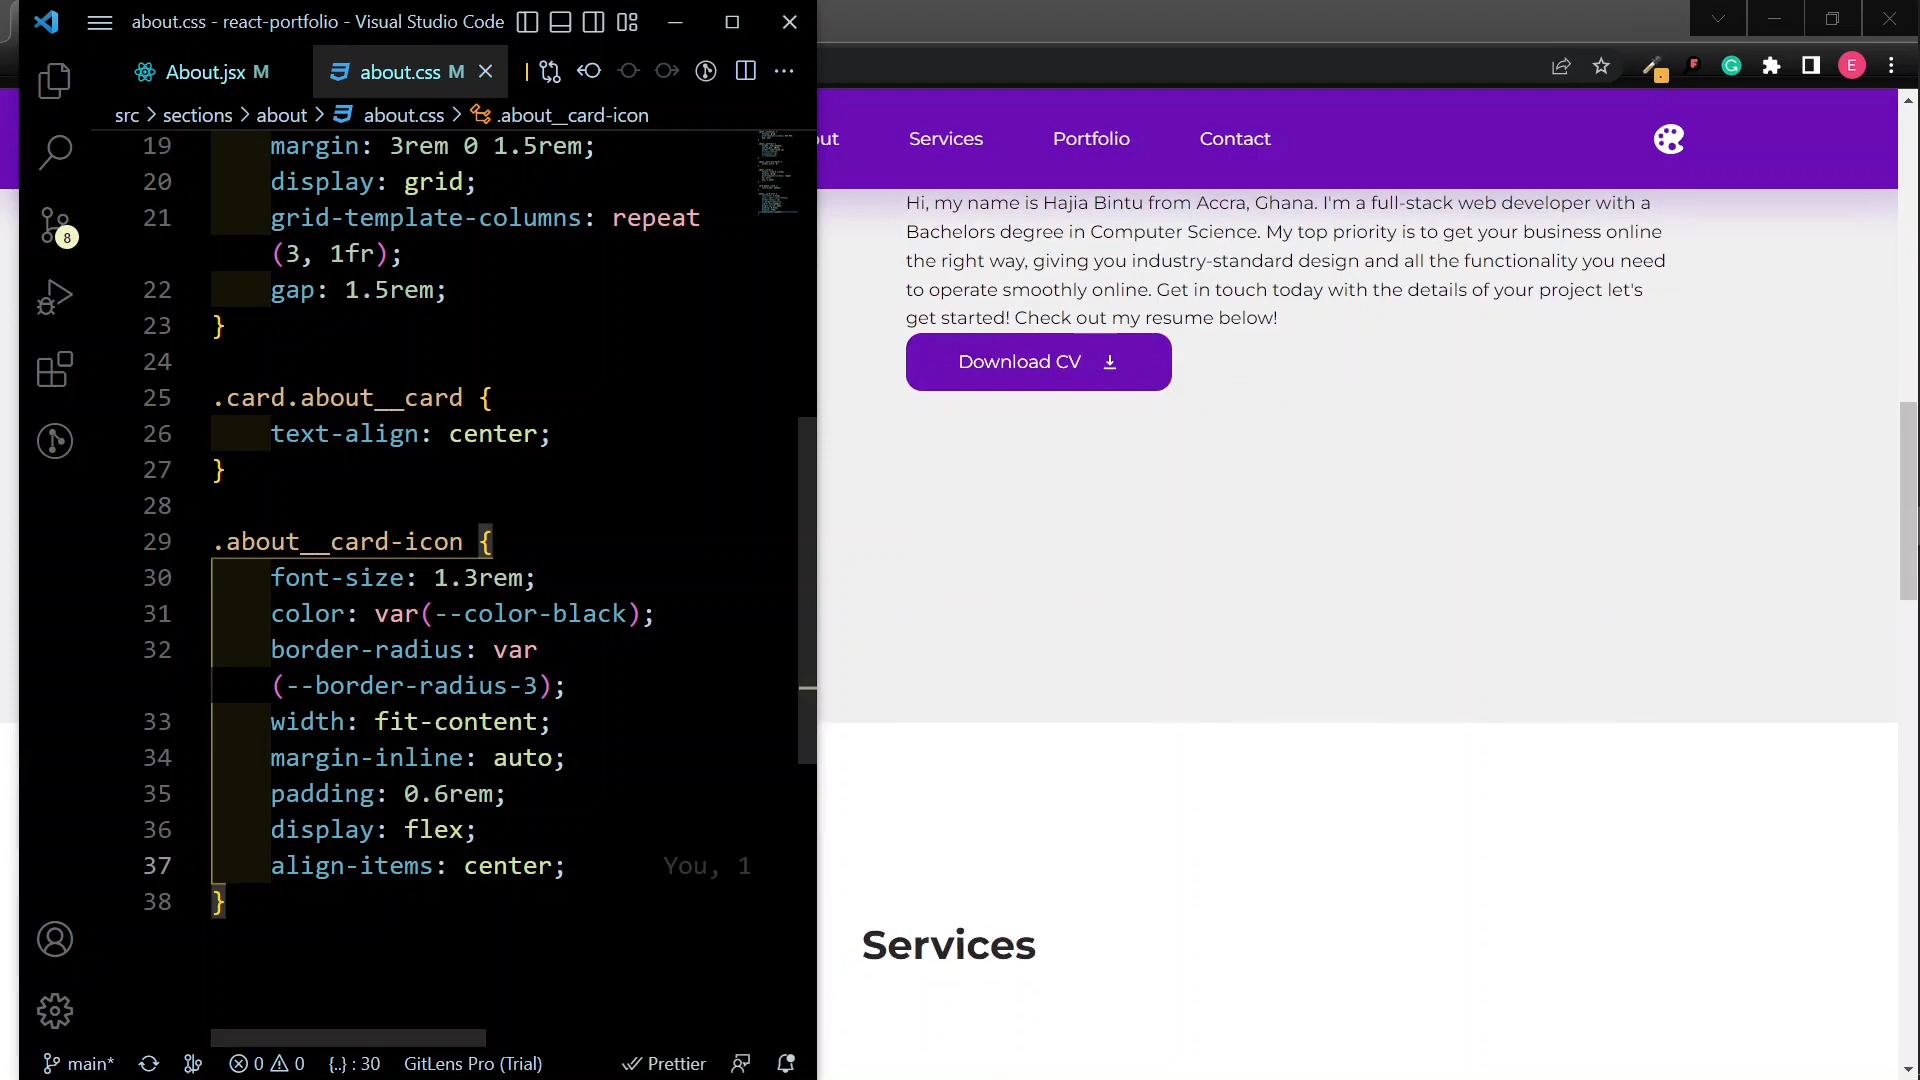 about.css - react-portfolio - Visual Studio Code
About.jsx M
about.css M
src > sections > about > about.css > .about__card-icon
19 margin: 3rem 0 1.5rem;
20 display: grid;
21 grid-template-columns: repeat
(3, 1fr);
22 gap: 1.5rem;
23 }
24
25 .card.about__card {
26 text-align: center;
27 }
28
29 .about__card-icon {
30 font-size: 1.3rem;
31 color: var(--color-black);
32 border-radius: var
(--border-radius-3);
33 width: fit-content;
34 margin-inline: auto;
35 padding: 0.6rem;
36 display: flex;
37 align-items: center; You, 1
38 }
8
main* 0 0 {..} : 30 GitLens Pro (Trial) Prettier
E
out Services Portfolio Contact
Hi, my name is Hajia Bintu from Accra, Ghana. I'm a full-stack web developer with a
Bachelors degree in Computer Science. My top priority is to get your business online
the right way, giving you industry-standard design and all the functionality you need
to operate smoothly online. Get in touch today with the details of your project let's
get started! Check out my resume below!
Download CV
Services